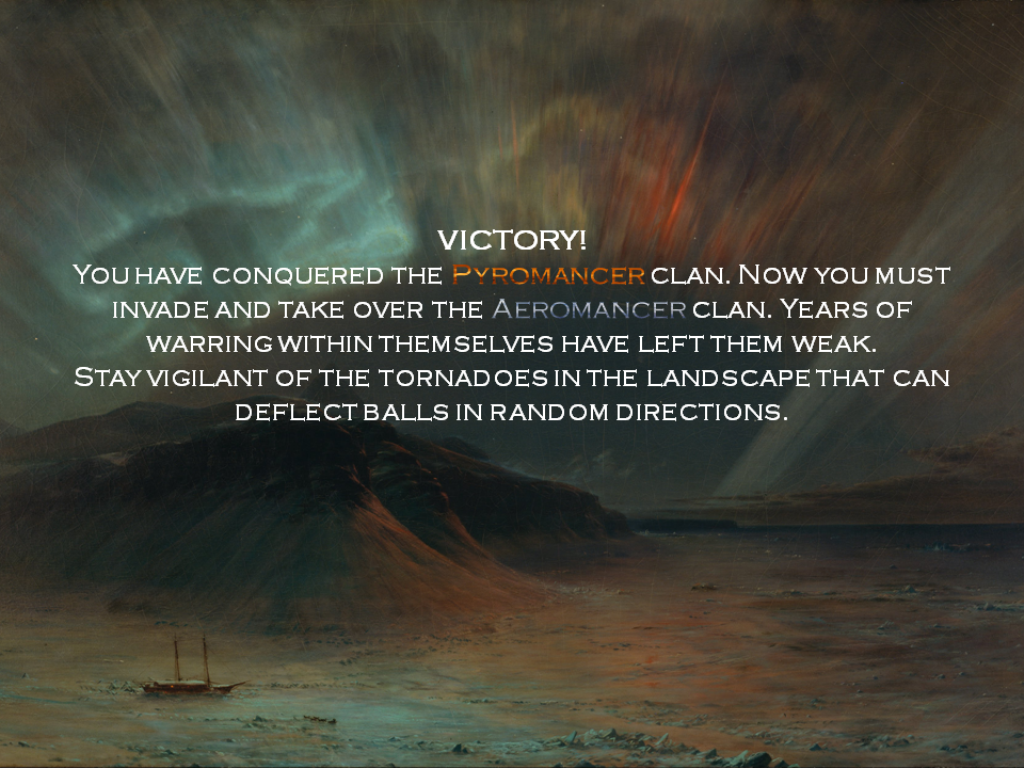 VICTORY!
You have conquered the Pyromancer clan. Now you must
invade and take over the Aeromancer clan. Years of
warring within themselves have left them weak.
Stay vigilant of the tornadoes in the landscape that can
deflect balls in random directions.